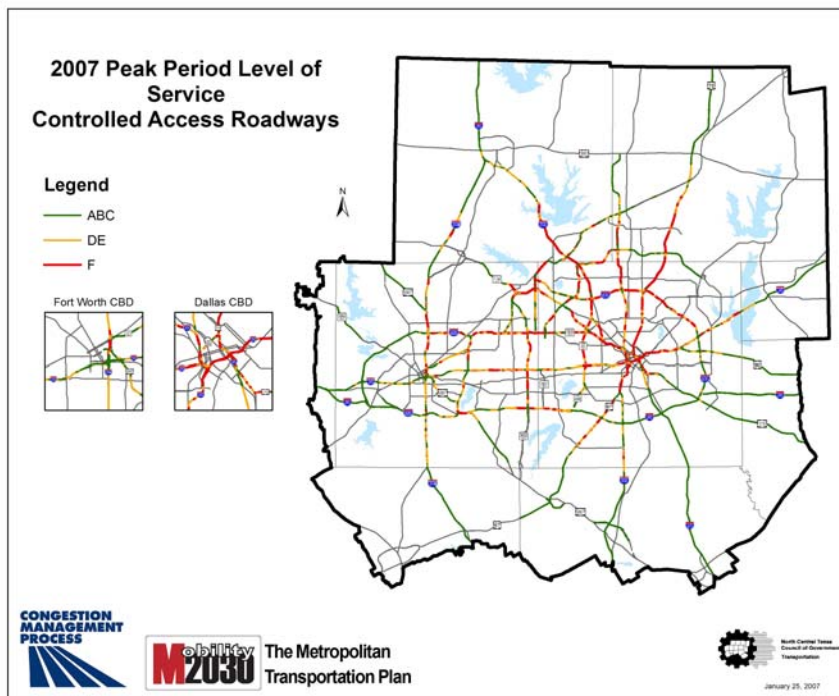 2007 Peak Period Level of
Service
Controlled Access Roadways
Legend
ABC
DE
F
N
Fort Worth CBD
Dallas CBD
CONGESTION
MANAGEMENT
PROCESS
Mobility
2030
The Metropolitan
Transportation Plan
North Central Texas
Council of Governments
Transportation
January 25, 2007